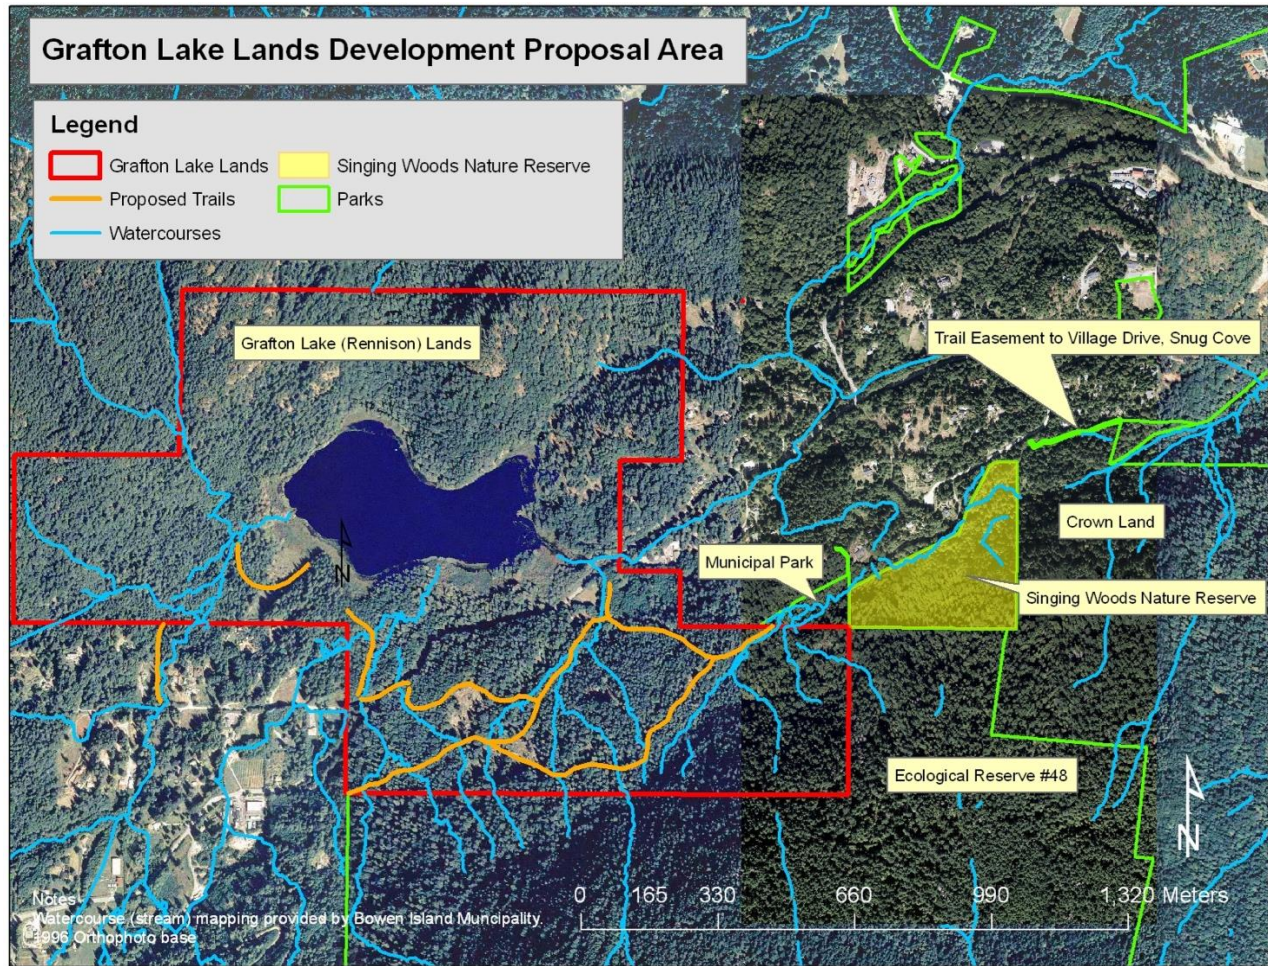 Grafton Lake Lands Development Proposal Area
Legend
Grafton Lake Lands
Singing Woods Nature Reserve
Proposed Trails
Parks
Watercourses
Grafton Lake (Rennison) Lands
Trail Easement to Village Drive, Snug Cove
Crown Land
Municipal Park
Singing Woods Nature Reserve
N
Ecological Reserve #48
N
0 165 330 660 990 1,320 Meters
Notes
Watercourse (stream) mapping provided by Bowen Island Muncipality.
1996 Orthophoto base